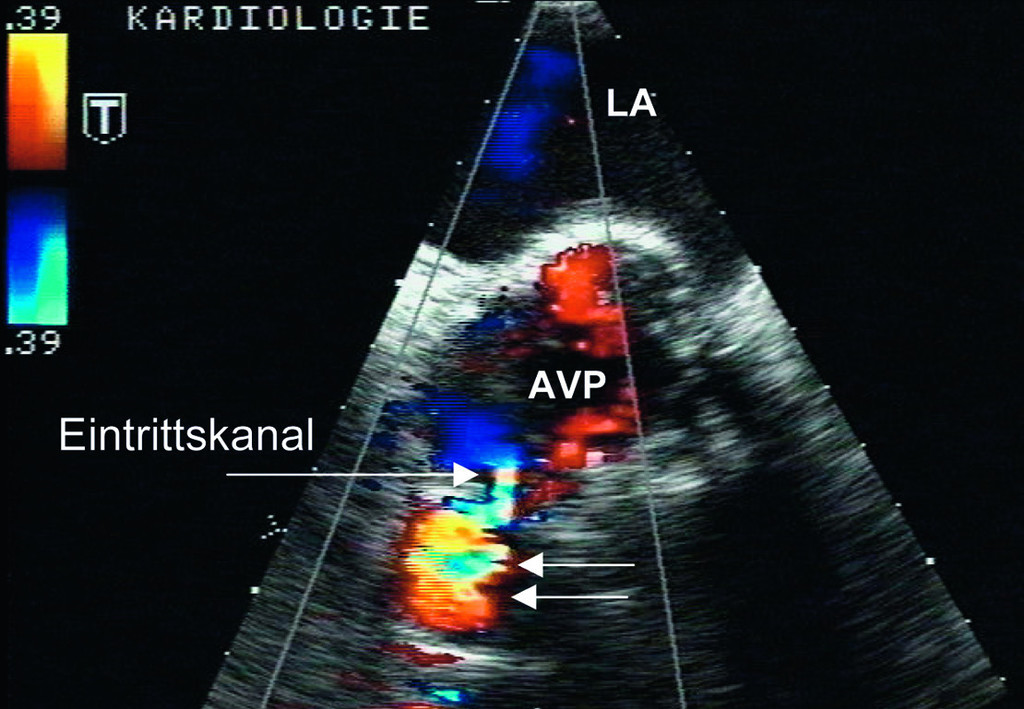 .39
KARDIOLOGIE
T
LA
.39
AVP
Eintrittskanal